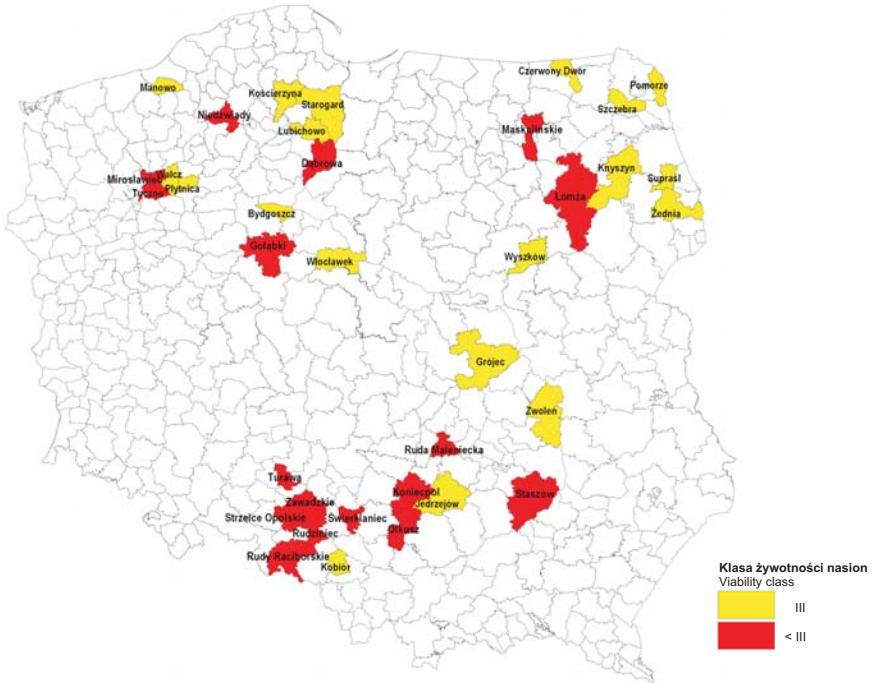 Czerwony Dwór
Manowo
Pomorze
Kościerzyna
Starogard
Szczebra
Niedźwiady
Lubichowo
Maskulińskie
Dąbrowa
Knyszyn
Wałcz
Mirosławiec
Supraśl
Płytnica
Tyczno
Łomża
Bydgoszcz
Żednia
Gołąbki
Wyszków
Włocławek
Grójec
Zwoleń
Ruda Maleniecka
Turawa
Koniecpol
Staszów
Zawadzkie
Jędrzejów
Strzelce Opolskie
Świerklaniec
Olkusz
Rudziniec
Rudy Raciborskie
Kobiór
Klasa żywotności nasion
Viability class
III
< III